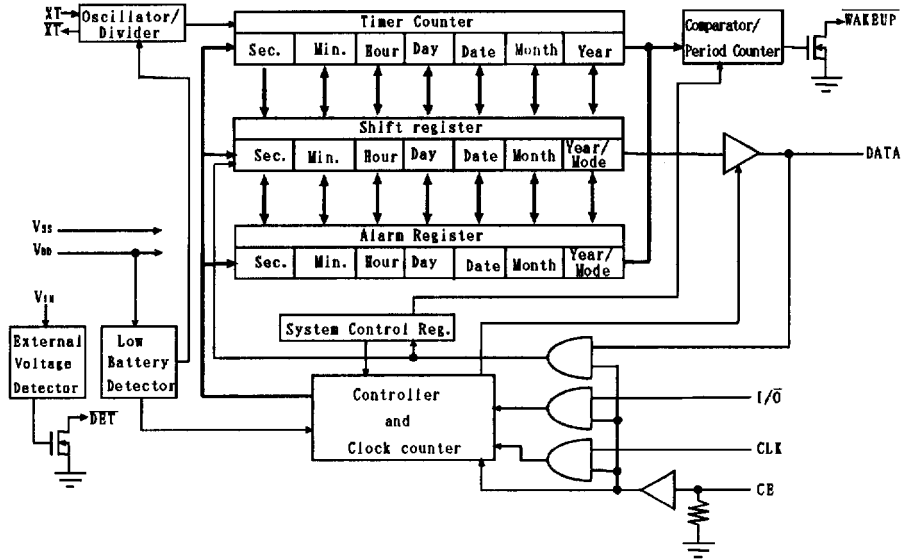 XT
XT
Oscillator/
Divider
Timer Counter
Sec. Min. Hour Day Date Month Year
Comparator/
Period Counter
WAKEUP
Shift register
Sec. Min. Hour Day Date Month Year/
Mode
DATA
Alarm Register
Sec. Min. Hour Day Date Month Year/
Mode
VSS
VDD
VIN
External
Voltage
Detector
Low
Battery
Detector
DET
System Control Reg.
Controller
and
Clock counter
I/O
CLK
CE